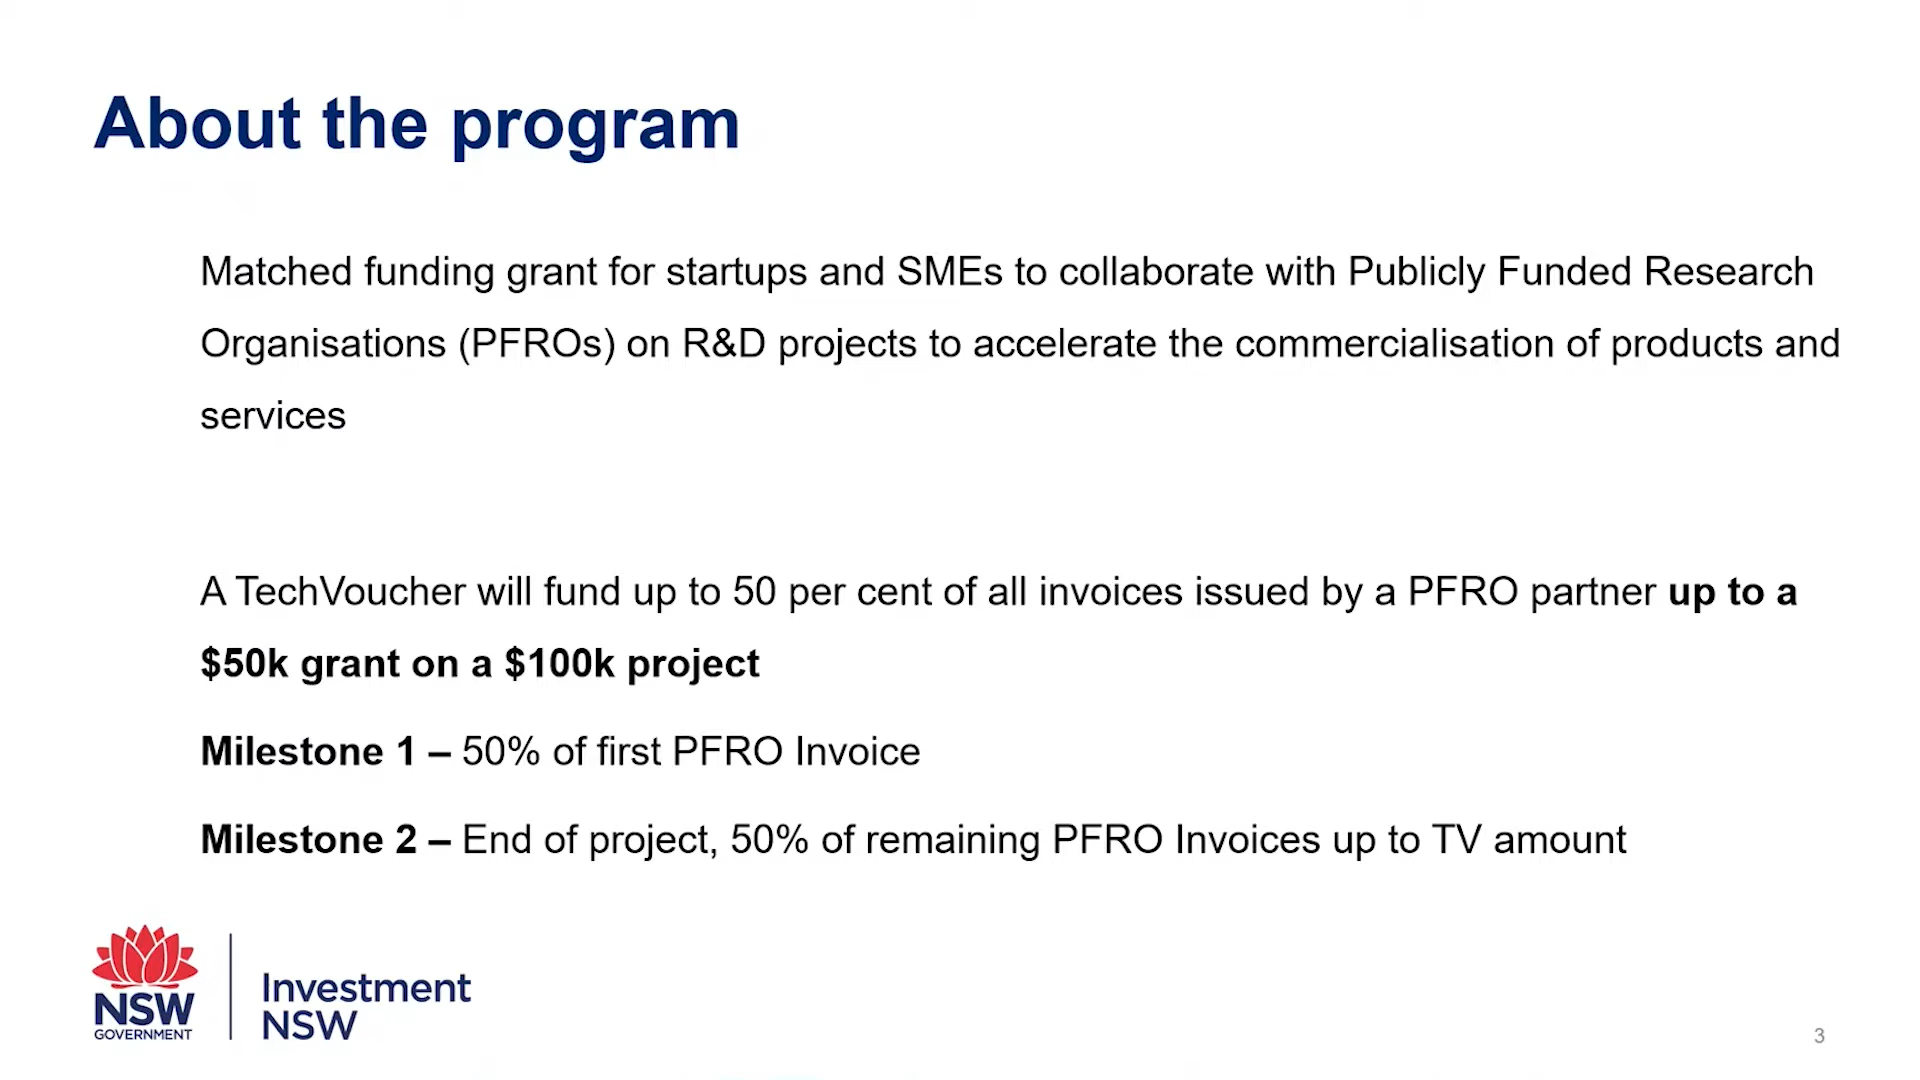 About the program
Matched funding grant for startups and SMEs to collaborate with Publicly Funded Research
Organisations (PFROs) on R&D projects to accelerate the commercialisation of products and
services
A TechVoucher will fund up to 50 per cent of all invoices issued by a PFRO partner up to a
$50k grant on a $100k project
Milestone 1 – 50% of first PFRO Invoice
Milestone 2 – End of project, 50% of remaining PFRO Invoices up to TV amount
NSW
GOVERNMENT
Investment
NSW
3